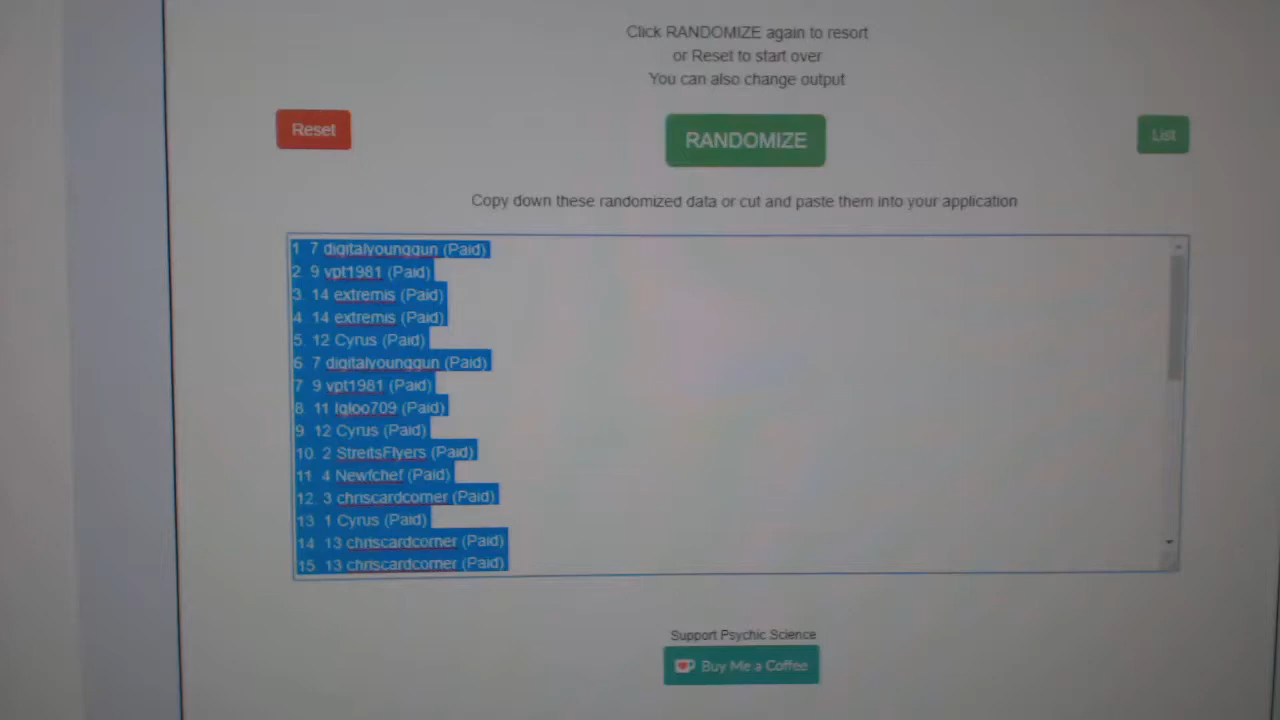 Click RANDOMIZE again to resort
or Reset to start over
You can also change output
Reset
RANDOMIZE
List
Copy down these randomized data or cut and paste them into your application
1. 7 digitalyounggun (Paid)
2. 9 vpt1981 (Paid)
3. 14 extremis (Paid)
4. 14 extremis (Paid)
5. 12 Cyrus (Paid)
6. 7 digitalyounggun (Paid)
7. 9 vpt1981 (Paid)
8. 11 Igloo709 (Paid)
9. 12 Cyrus (Paid)
10. 2 StreitsFlyers (Paid)
11. 4 Newfchef (Paid)
12. 3 chriscardcorner (Paid)
13. 1 Cyrus (Paid)
14. 13 chriscardcorner (Paid)
15. 13 chriscardcorner (Paid)
Support Psychic Science
Buy Me a Coffee